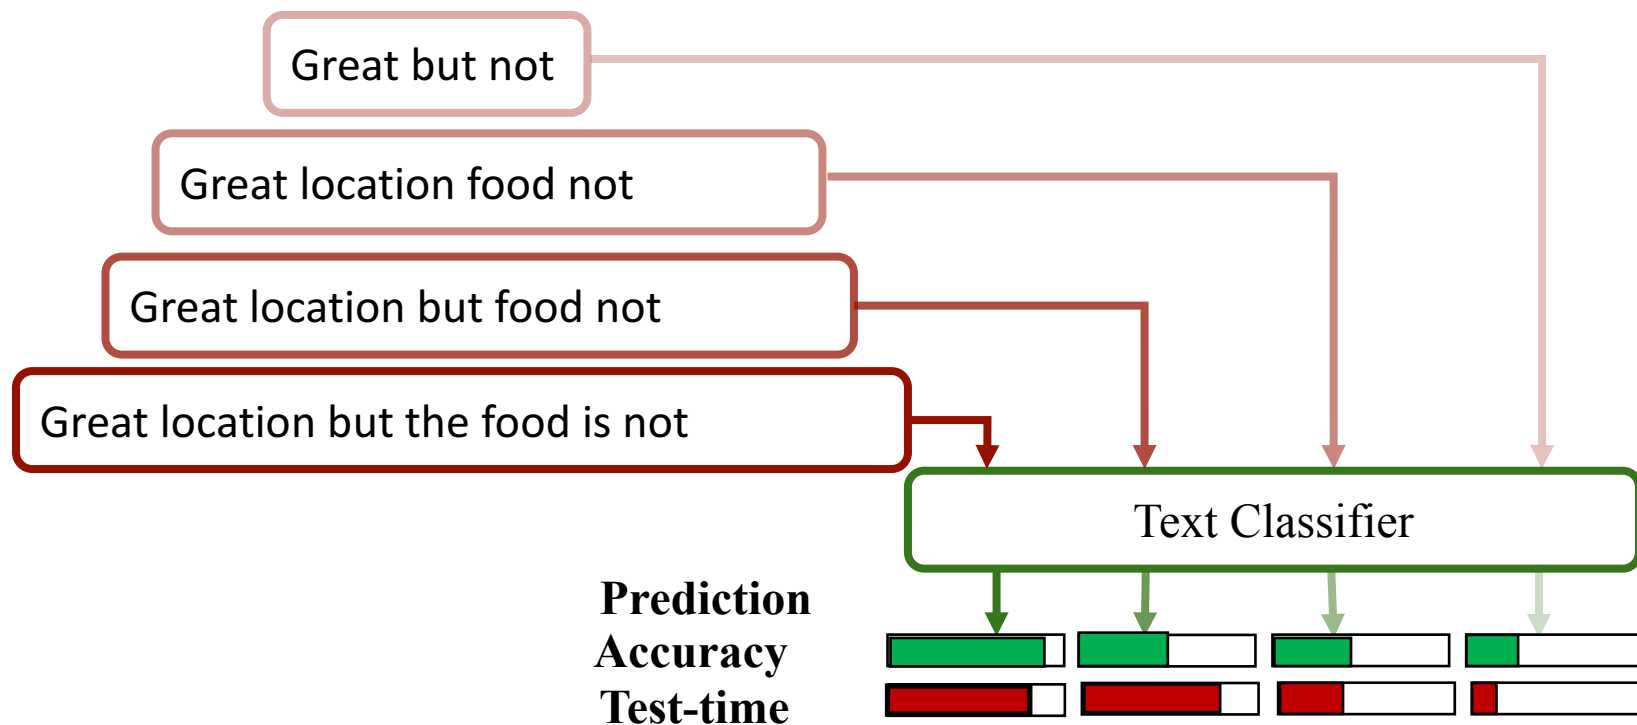 Great but not
Great location food not
Great location but food not
Great location but the food is not
Text Classifier
Prediction
Accuracy
Test-time